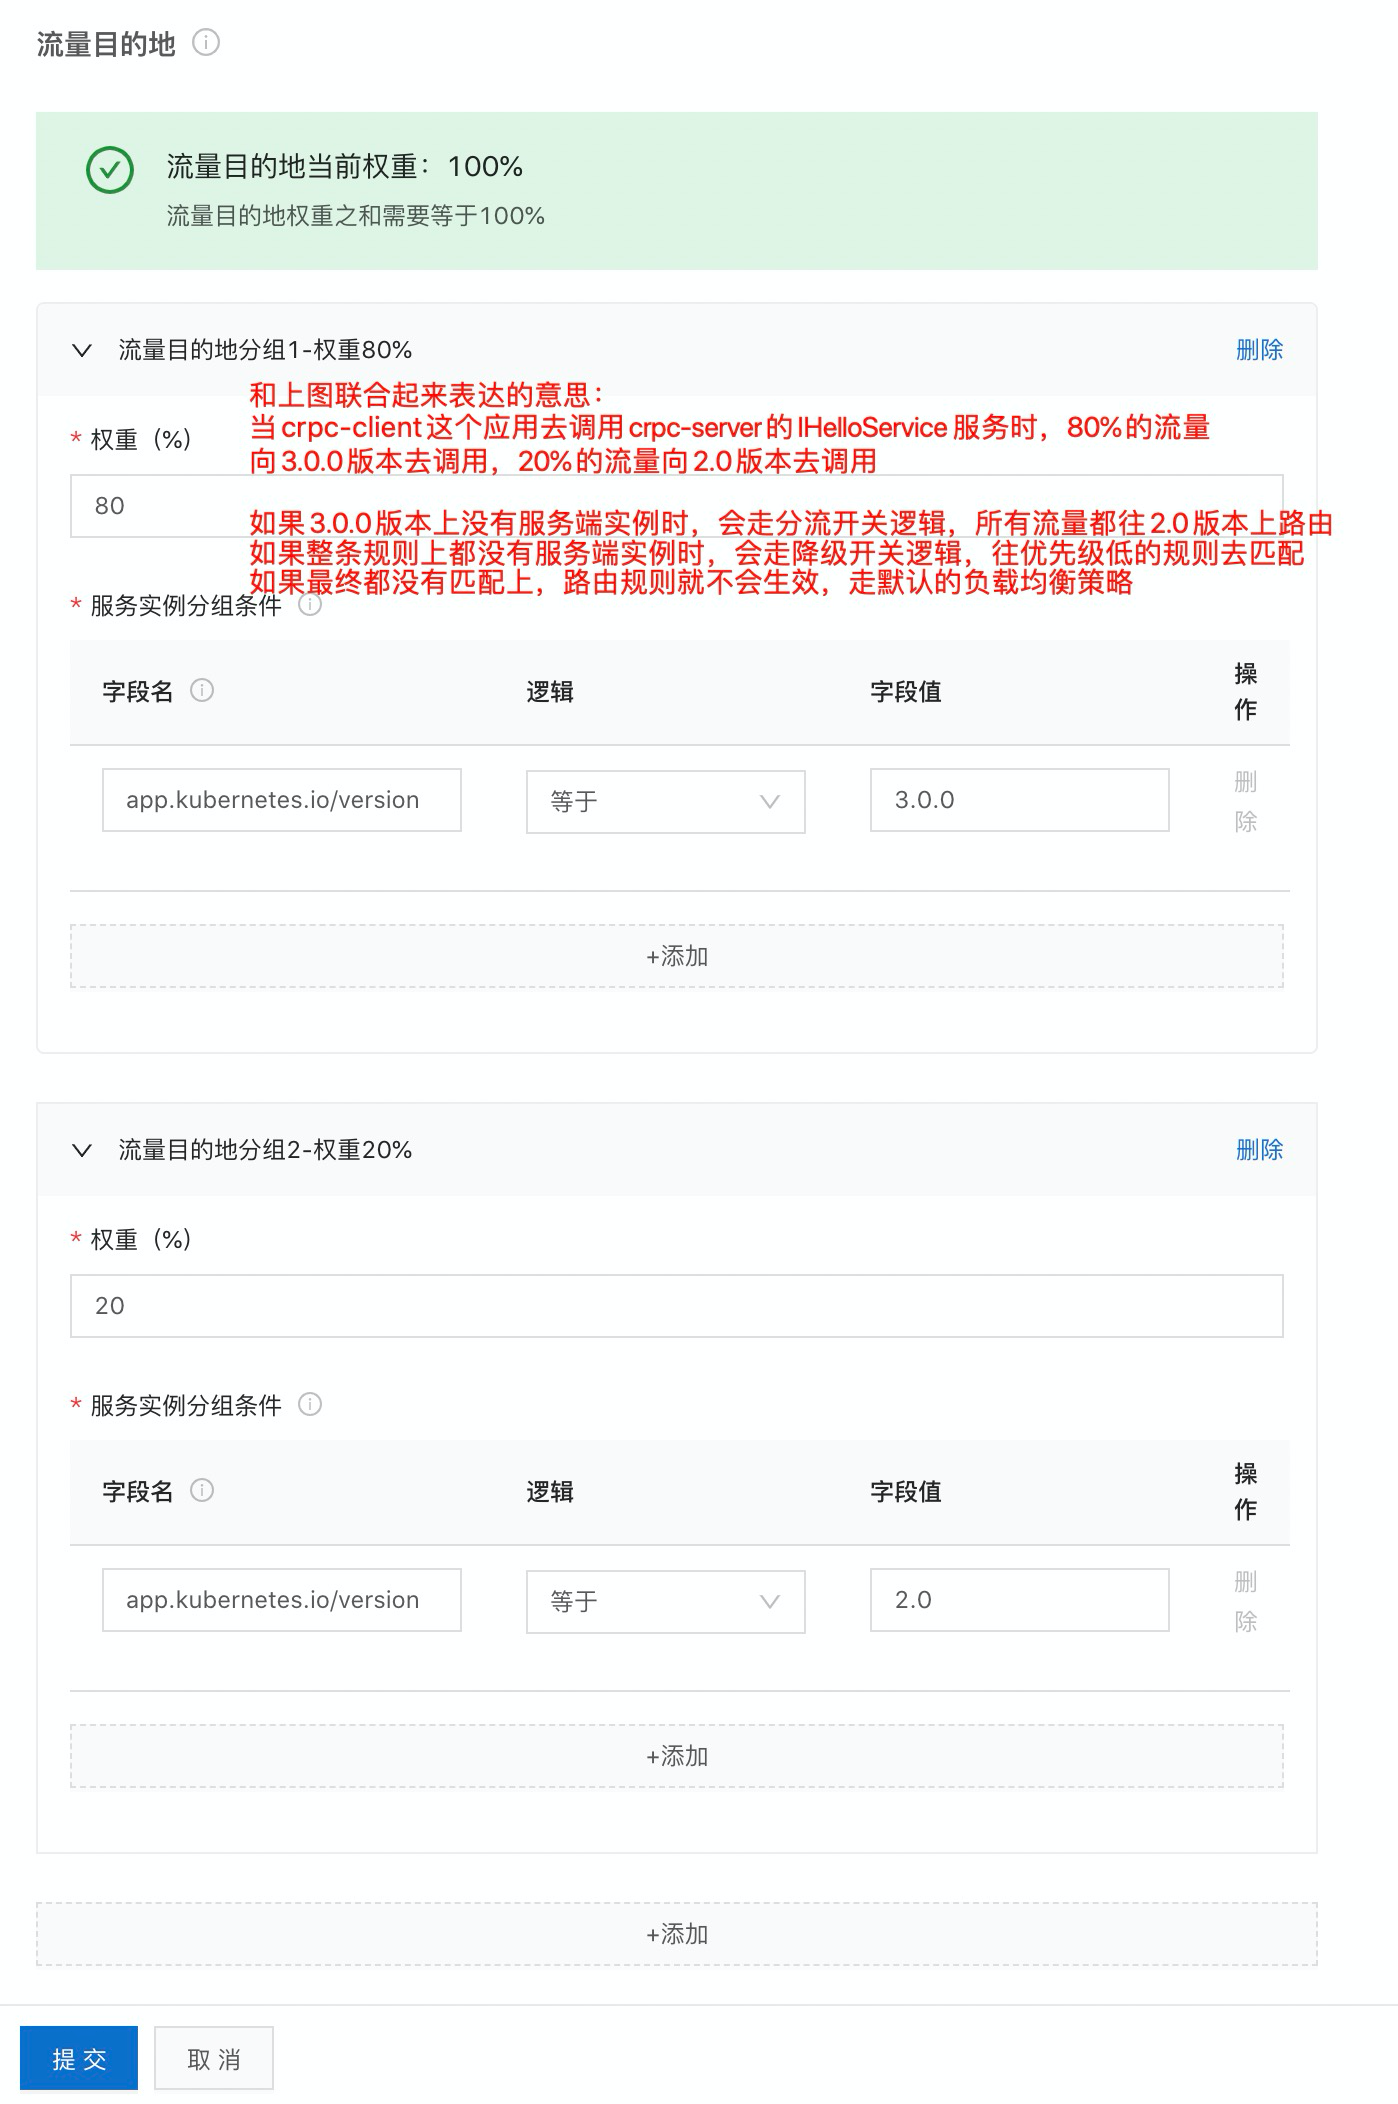 流量目的地
流量目的地当前权重：100%
流量目的地权重之和需要等于100%
流量目的地分组1-权重80%
删除
和上图联合起来表达的意思：
当crpc-client这个应用去调用crpc-server的IHelloService服务时，80%的流量
* 权重（%）
向3.0.0版本去调用，20%的流量向2.0版本去调用
80
如果3.0.0版本上没有服务端实例时，会走分流开关逻辑，所有流量都往2.0版本上路由
如果整条规则上都没有服务端实例时，会走降级开关逻辑，往优先级低的规则去匹配
如果最终都没有匹配上，路由规则就不会生效，走默认的负载均衡策略
* 服务实例分组条件
字段名 逻辑 字段值 操作
app.kubernetes.io/version 等于 3.0.0 删除
+添加
流量目的地分组2-权重20%
删除
* 权重（%）
20
* 服务实例分组条件
字段名 逻辑 字段值 操作
app.kubernetes.io/version 等于 2.0 删除
+添加
+添加
提交 取消